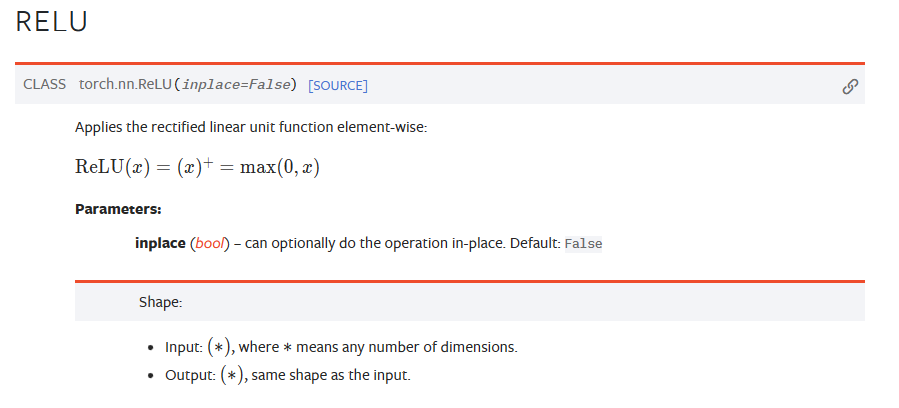 RELU
CLASS torch.nn.ReLU(inplace=False) [SOURCE]
Applies the rectified linear unit function element-wise:
ReLU(x) = (x)⁺ = max(0, x)
Parameters:
inplace (bool) – can optionally do the operation in-place. Default: False
Shape:
• Input: (∗), where ∗ means any number of dimensions.
• Output: (∗), same shape as the input.